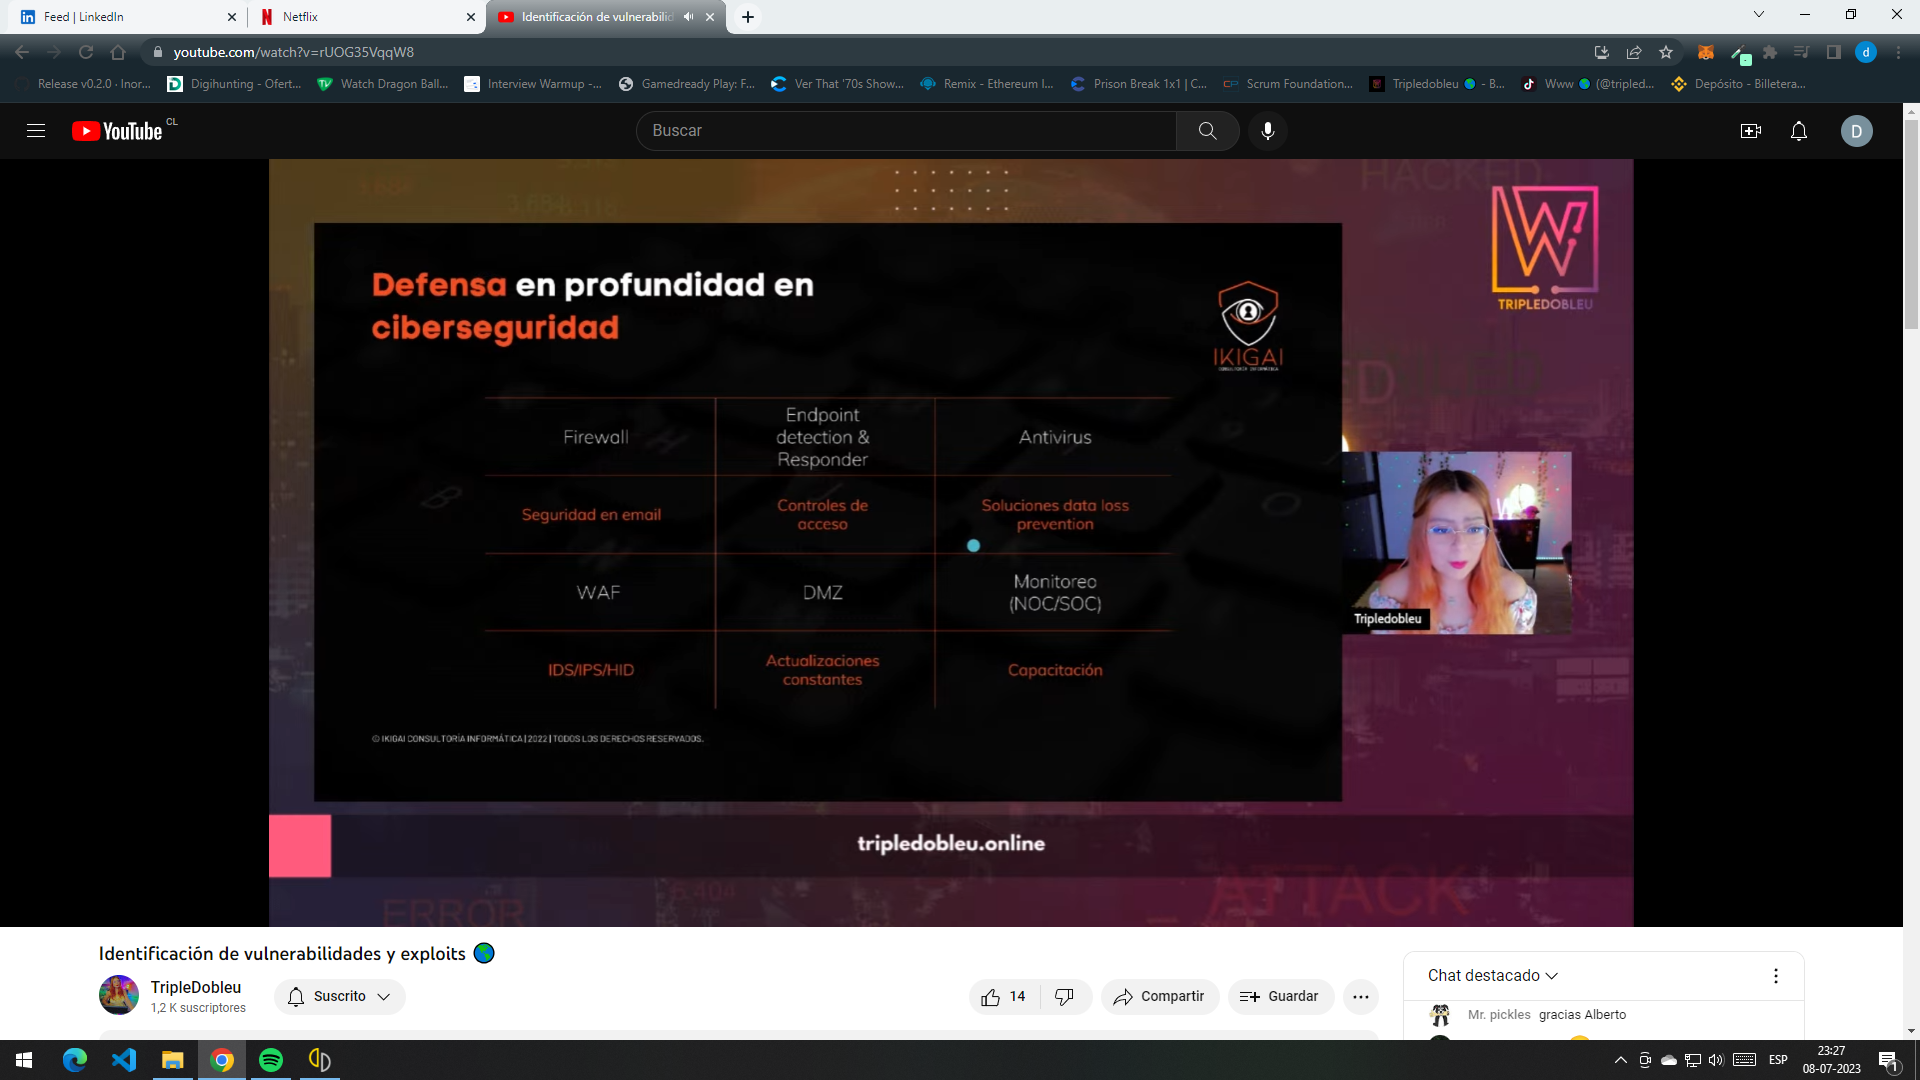 Feed | LinkedIn
Netflix
Identificación de vulnerabilid
youtube.com/watch?v=rUOG35VqqW8
Release v0.2.0 · Inor...
Digihunting - Ofert...
Watch Dragon Ball...
Interview Warmup -...
Gamedready Play: F...
Ver That '70s Show...
Remix - Ethereum I...
Prison Break 1x1 | C...
Scrum Foundation...
Tripledobleu - B...
Www (@tripled...
Depósito - Billetera...
YouTube CL
Buscar
D
d
HACKED
TRIPLEDOBLEU
Defensa en profundidad en
ciberseguridad
IKIGAI
CONSULTORÍA INFORMÁTICA
Firewall
Endpoint
detection &
Responder
Antivirus
Seguridad en email
Controles de
acceso
Soluciones data loss
prevention
WAF
DMZ
Monitoreo
(NOC/SOC)
IDS/IPS/HID
Actualizaciones
constantes
Capacitación
© IKIGAI CONSULTORÍA INFORMÁTICA | 2022 | TODOS LOS DERECHOS RESERVADOS.
Tripledobleu
tripledobleu.online
ERROR
ATTACK
Identificación de vulnerabilidades y exploits
TripleDobleu
1,2 K suscriptores
Suscrito
14
Compartir
Guardar
Chat destacado
Mr. pickles gracias Alberto
ESP
23:27
08-07-2023
1